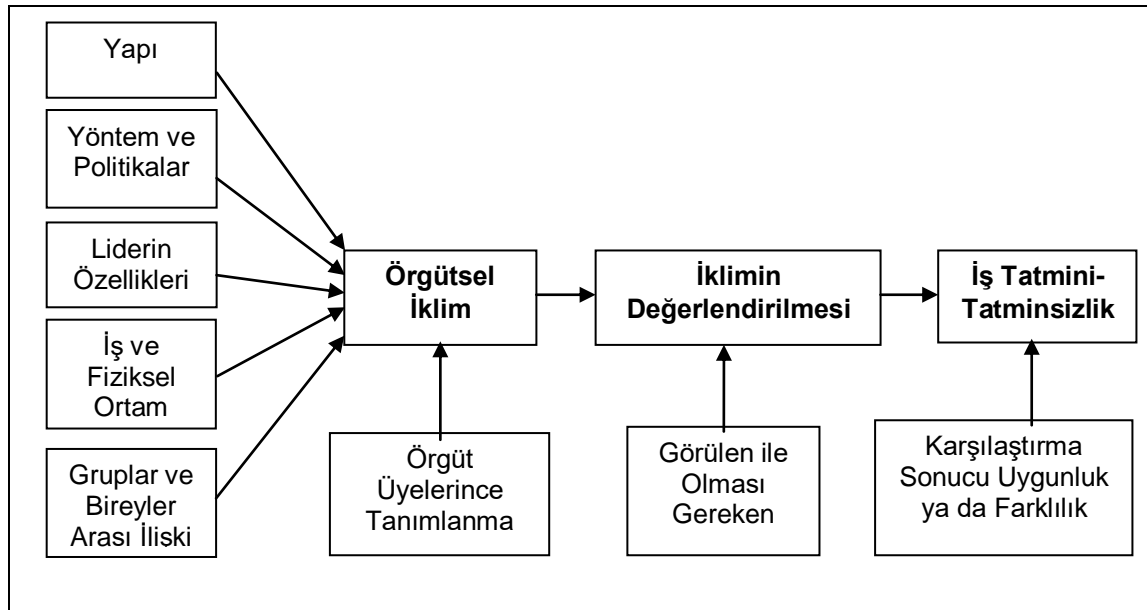 Yapı
Yöntem ve
Politikalar
Liderin
Özellikleri
İş ve
Fiziksel
Ortam
Gruplar ve
Bireyler
Arası İliski
Örgütsel
İklim
İklimin
Değerlendirilmesi
İş Tatmini-
Tatminsizlik
Örgüt
Üyelerince
Tanımlanma
Görülen ile
Olması
Gereken
Karşılaştırma
Sonucu Uygunluk
ya da Farklılık